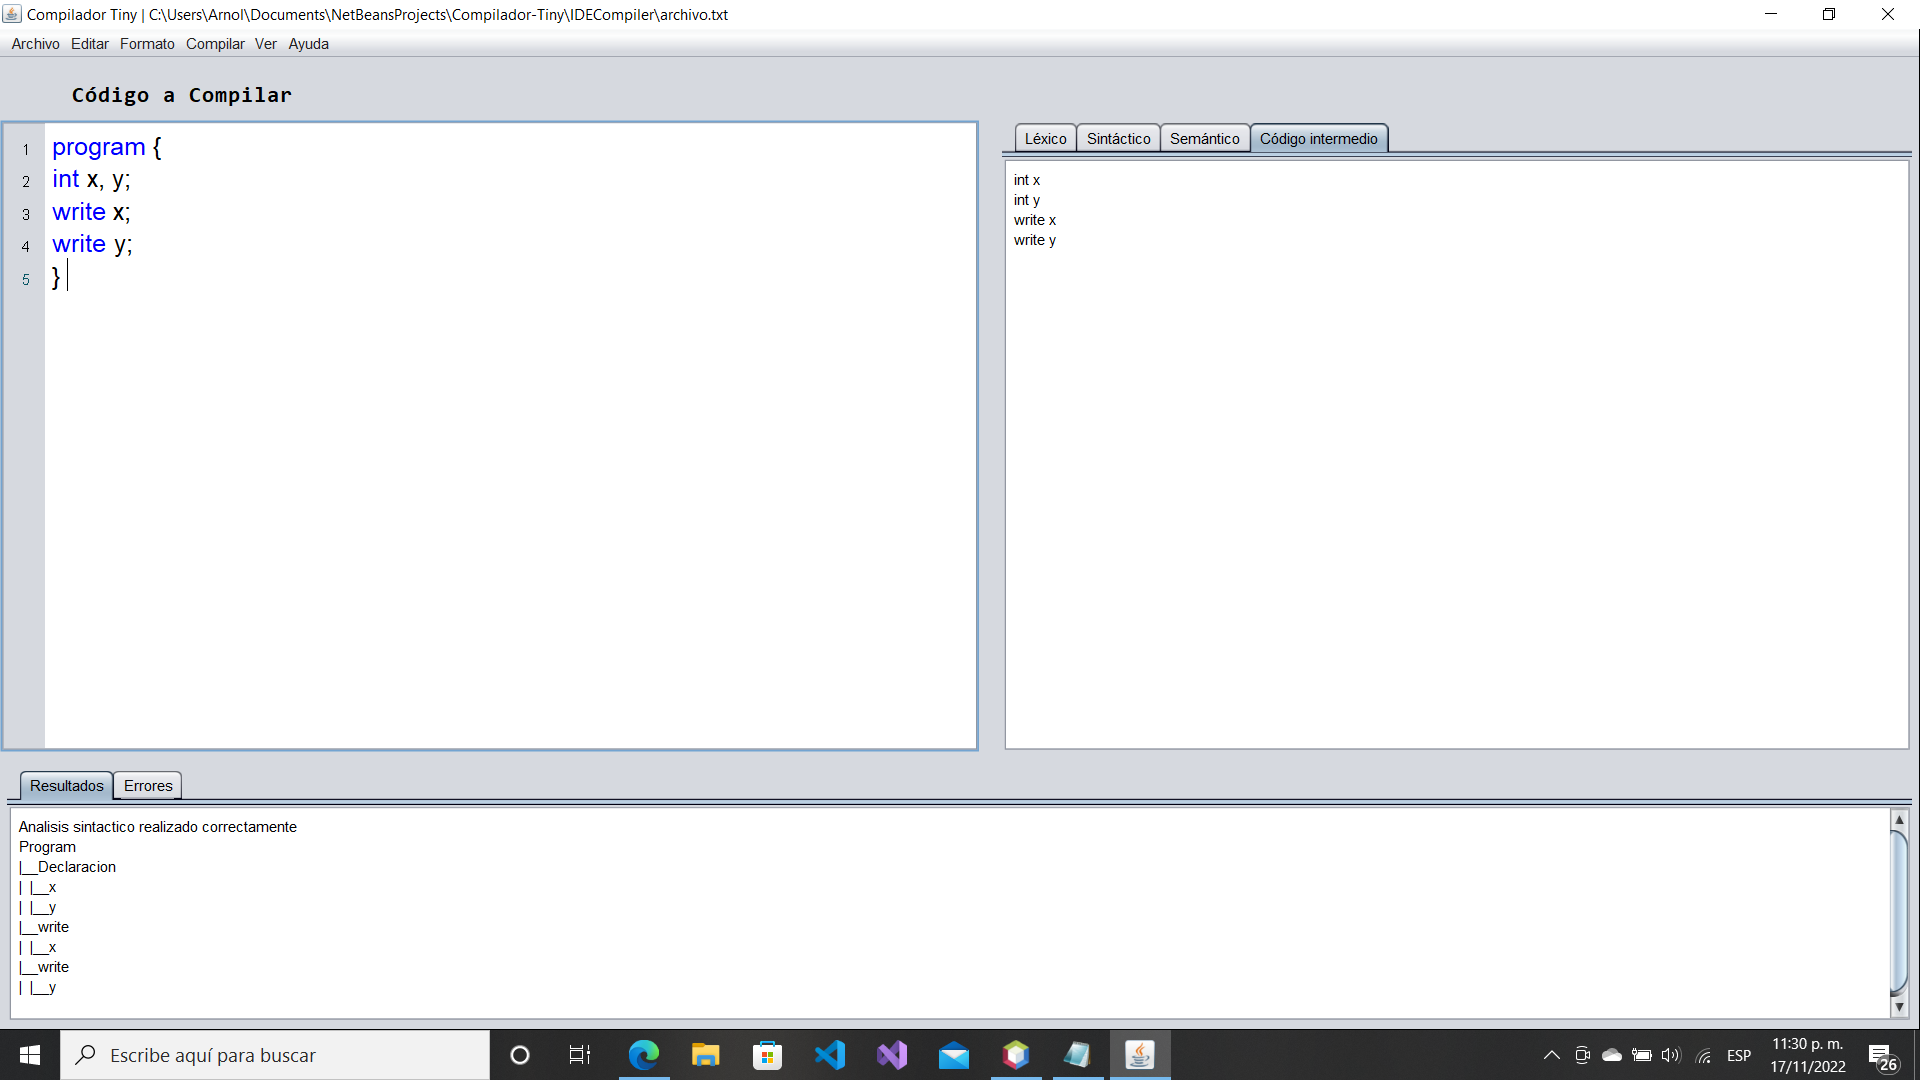 Compilador Tiny | C:\Users\Arnol\Documents\NetBeansProjects\Compilador-Tiny\IDECompiler\archivo.txt
Archivo Editar Formato Compilar Ver Ayuda
Código a Compilar
1 program {
2 int x, y;
3 write x;
4 write y;
5 }
Léxico Sintáctico Semántico Código intermedio
int x
int y
write x
write y
Resultados Errores
Analisis sintactico realizado correctamente
Program
|__Declaracion
| |__x
| |__y
|__write
| |__x
|__write
| |__y
Escribe aquí para buscar
ESP
11:30 p. m.
17/11/2022
26